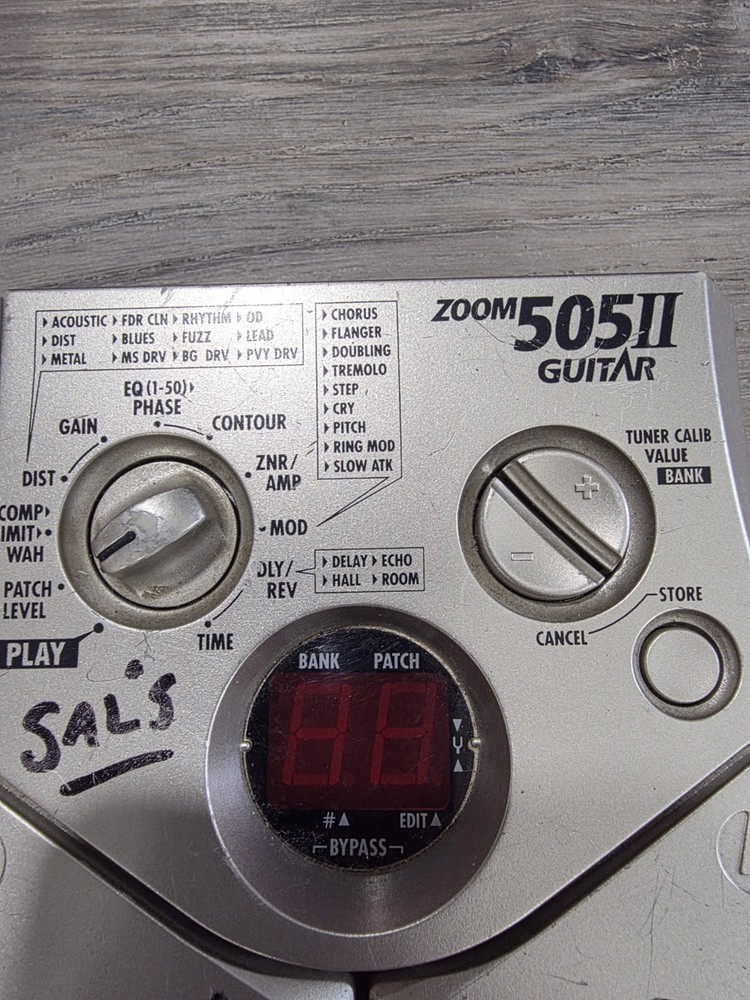 ZOOM 505II
GUITAR
▸ACOUSTIC ▸FDR CLN ▸RHYTHM ▸OD
▸DIST ▸BLUES ▸FUZZ ▸LEAD
▸METAL ▸MS DRV ▸BG DRV ▸PVY DRV
▸CHORUS
▸FLANGER
▸DOUBLING
▸TREMOLO
▸STEP
▸CRY
▸PITCH
▸RING MOD
▸SLOW ATK
EQ (1-50)▸
PHASE
GAIN
CONTOUR
DIST
ZNR/
AMP
COMP▸
IMIT▸
WAH
MOD
PATCH
LEVEL
DLY/
REV
▸DELAY ▸ECHO
▸HALL ▸ROOM
PLAY
TIME
TUNER CALIB
VALUE
BANK
+
−
STORE
CANCEL
SAL'S
BANK PATCH
#▲ EDIT▲
BYPASS